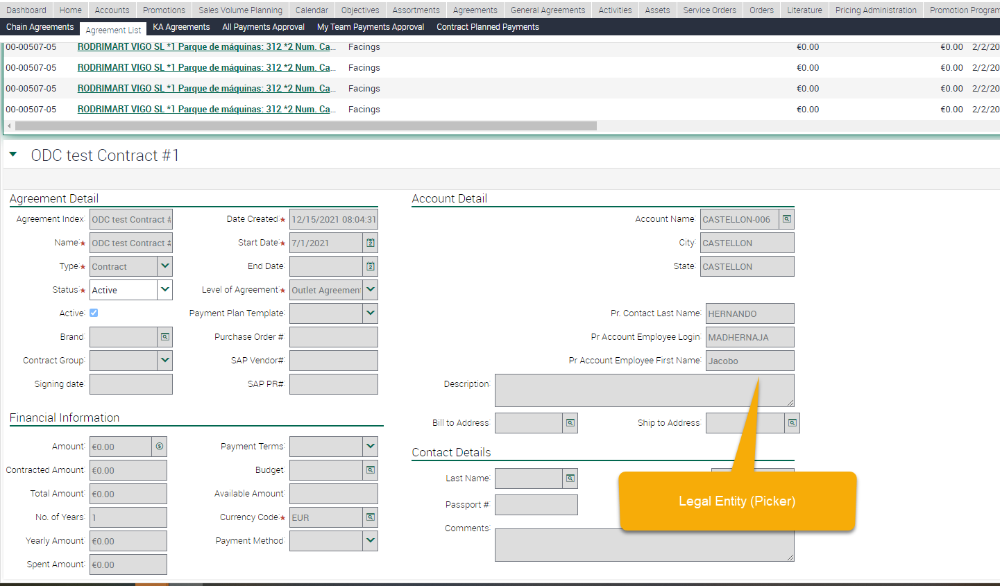 Dashboard Home Accounts Promotions Sales Volume Planning Calendar Objectives Assortments Agreements General Agreements Activities Assets Service Orders Orders Literature Pricing Administration Promotion Program
Chain Agreements Agreement List KA Agreements All Payments Approval My Team Payments Approval Contract Planned Payments
00-00507-05 RODRIMART VIGO SL *1 Parque de máquinas: 312 *2 Num. Ca... Facings €0.00 €0.00 2/2/20
00-00507-05 RODRIMART VIGO SL *1 Parque de máquinas: 312 *2 Num. Ca... Facings €0.00 €0.00 2/2/20
00-00507-05 RODRIMART VIGO SL *1 Parque de máquinas: 312 *2 Num. Ca... Facings €0.00 €0.00 2/2/20
00-00507-05 RODRIMART VIGO SL *1 Parque de máquinas: 312 *2 Num. Ca... Facings €0.00 €0.00 2/2/20
ODC test Contract #1
Agreement Detail
Agreement Index: ODC test Contract # Date Created:★ 12/15/2021 08:04:31
Name:★ ODC test Contract # Start Date:★ 7/1/2021
Type:★ Contract End Date:
Status:★ Active Level of Agreement:★ Outlet Agreement
Active: Payment Plan Template:
Brand: Purchase Order #:
Contract Group: SAP Vendor#:
Signing date: SAP PR#:
Account Detail
Account Name: CASTELLON-006
City: CASTELLON
State: CASTELLON
Pr. Contact Last Name: HERNANDO
Pr Account Employee Login: MADHERNAJA
Pr Account Employee First Name: Jacobo
Description:
Bill to Address: Ship to Address:
Financial Information
Amount: €0.00 Payment Terms:
Contracted Amount: €0.00 Budget:
Total Amount: €0.00 Available Amount:
No. of Years: 1 Currency Code:★ EUR
Yearly Amount: €0.00 Payment Method:
Spent Amount: €0.00
Contact Details
Last Name:
Passport #:
Comments:
Legal Entity (Picker)